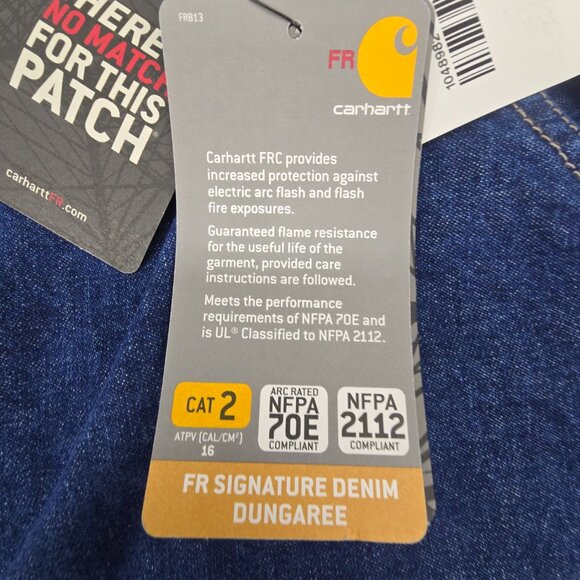 HERE
NO MATCH
FOR THIS
PATCH
carharttFR.com
FR813
FR
carhartt
1048982
Carhartt FRC provides
increased protection against
electric arc flash and flash
fire exposures.
Guaranteed flame resistance
for the useful life of the
garment, provided care
instructions are followed.
Meets the performance
requirements of NFPA 70E and
is UL® Classified to NFPA 2112.
CAT 2
ATPV (CAL/CM²)
16
ARC RATED
NFPA
70E
COMPLIANT
NFPA
2112
COMPLIANT
FR SIGNATURE DENIM
DUNGAREE